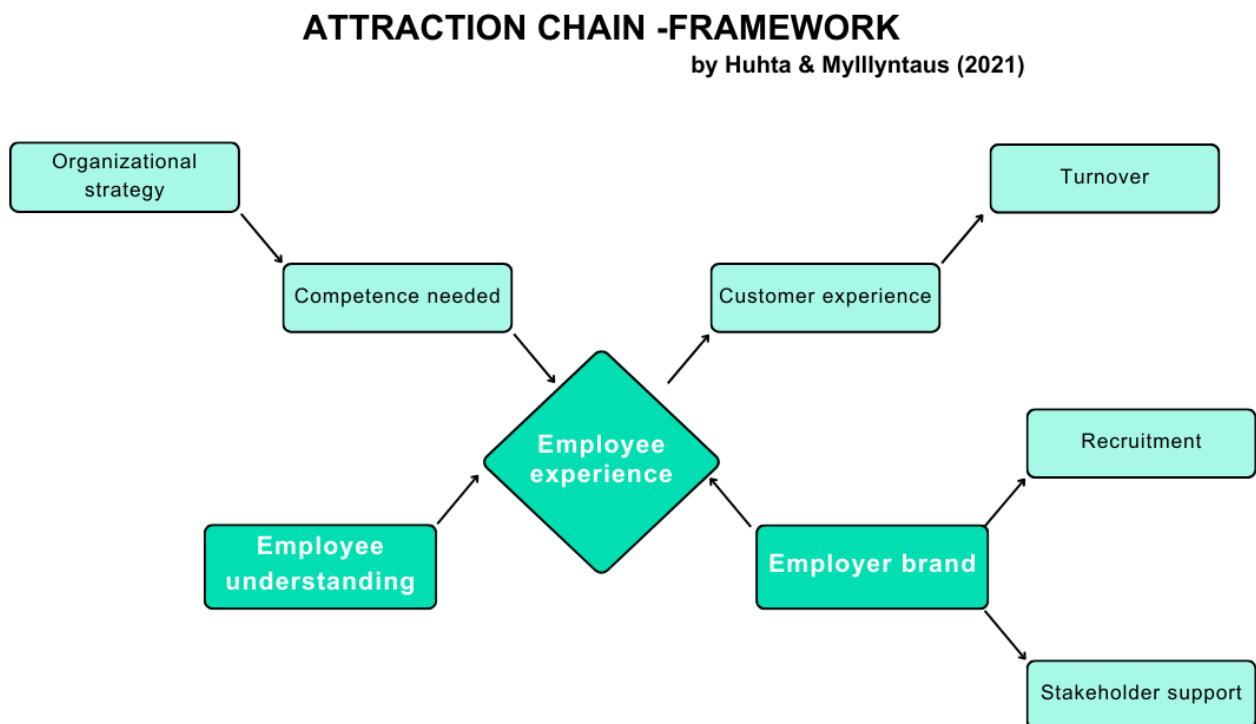 ATTRACTION CHAIN -FRAMEWORK
by Huhta & Mylllyntaus (2021)
Organizational
strategy
Turnover
Competence needed
Customer experience
Employee
experience
Recruitment
Employee
understanding
Employer brand
Stakeholder support